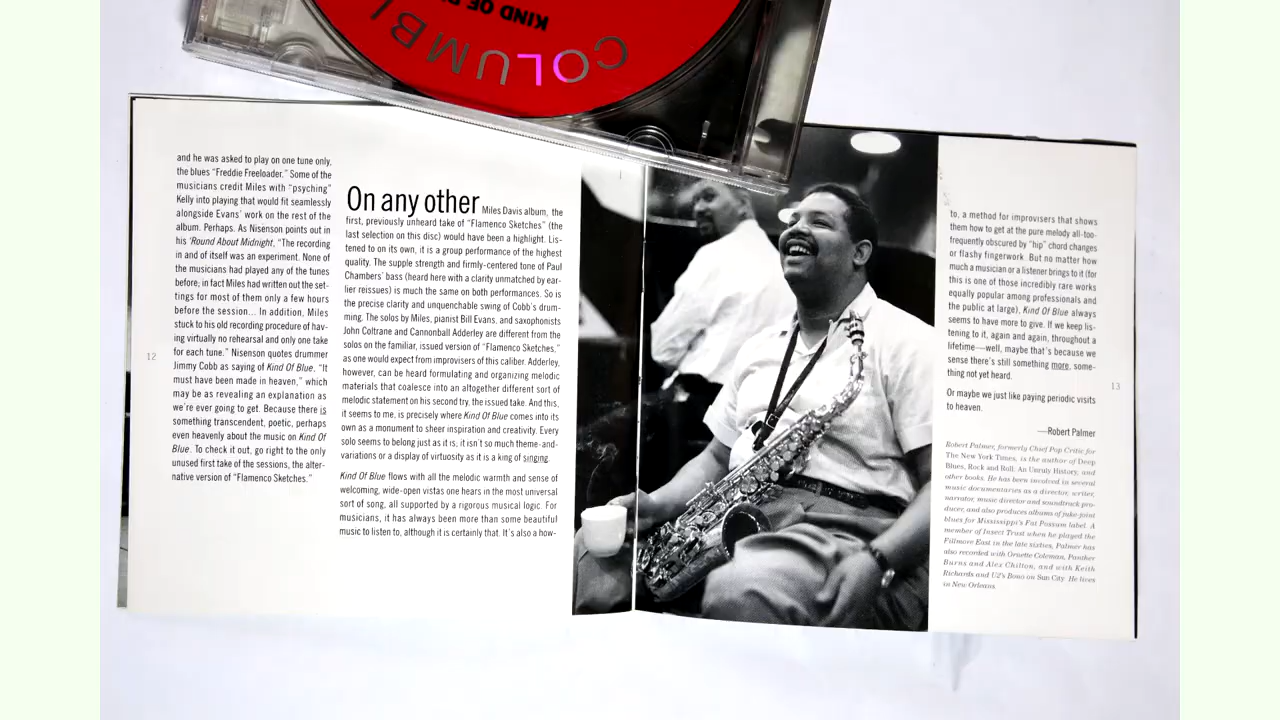 KIND OF
COLUMBI
and he was asked to play on one tune only,
the blues “Freddie Freeloader.” Some of the
musicians credit Miles with “psyching”
Kelly into playing that would fit seamlessly
alongside Evans' work on the rest of the
album. Perhaps. As Nisenson points out in
his 'Round About Midnight, “The recording
in and of itself was an experiment. None of
the musicians had played any of the tunes
before; in fact Miles had written out the set-
tings for most of them only a few hours
before the session... In addition, Miles
stuck to his old recording procedure of hav-
ing virtually no rehearsal and only one take
for each tune.” Nisenson quotes drummer
Jimmy Cobb as saying of Kind Of Blue, “It
must have been made in heaven,” which
may be as revealing an explanation as
we're ever going to get. Because there is
something transcendent, poetic, perhaps
even heavenly about the music on Kind Of
Blue. To check it out, go right to the only
unused first take of the sessions, the alter-
native version of “Flamenco Sketches.”
12
On any other Miles Davis album, the
first, previously unheard take of “Flamenco Sketches” (the
last selection on this disc) would have been a highlight. Lis-
tened to on its own, it is a group performance of the highest
quality. The supple strength and firmly-centered tone of Paul
Chambers' bass (heard here with a clarity unmatched by ear-
lier reissues) is much the same on both performances. So is
the precise clarity and unquenchable swing of Cobb's drum-
ming. The solos by Miles, pianist Bill Evans, and saxophonists
John Coltrane and Cannonball Adderley are different from the
solos on the familiar, issued version of “Flamenco Sketches,”
as one would expect from improvisers of this caliber. Adderley,
however, can be heard formulating and organizing melodic
materials that coalesce into an altogether different sort of
melodic statement on his second try, the issued take. And this,
it seems to me, is precisely where Kind Of Blue comes into its
own as a monument to sheer inspiration and creativity. Every
solo seems to belong just as it is; it isn't so much theme-and-
variations or a display of virtuosity as it is a king of singing.
Kind Of Blue flows with all the melodic warmth and sense of
welcoming, wide-open vistas one hears in the most universal
sort of song, all supported by a rigorous musical logic. For
musicians, it has always been more than some beautiful
music to listen to, although it is certainly that. It's also a how-
to, a method for improvisers that shows
them how to get at the pure melody all-too-
frequently obscured by “hip” chord changes
or flashy fingerwork. But no matter how
much a musician or a listener brings to it (for
this is one of those incredibly rare works
equally popular among professionals and
the public at large), Kind Of Blue always
seems to have more to give. If we keep lis-
tening to it, again and again, throughout a
lifetime—well, maybe that's because we
sense there's still something more, some-
thing not yet heard.
Or maybe we just like paying periodic visits
to heaven.
—Robert Palmer
13
Robert Palmer, formerly Chief Pop Critic for
The New York Times, is the author of Deep
Blues, Rock and Roll, An Unruly History, and
other books. He has been involved in several
music documentaries as a director, writer,
narrator, music director and soundtrack pro-
ducer, and also produces albums of juke-joint
blues for Mississippi's Fat Possum label. A
member of Insect Trust when he played the
Fillmore East in the late sixties, Palmer has
also recorded with Ornette Coleman, Panther
Burns and Alex Chilton, and with Keith
Richards and U2's Bono on Sun City. He lives
in New Orleans.